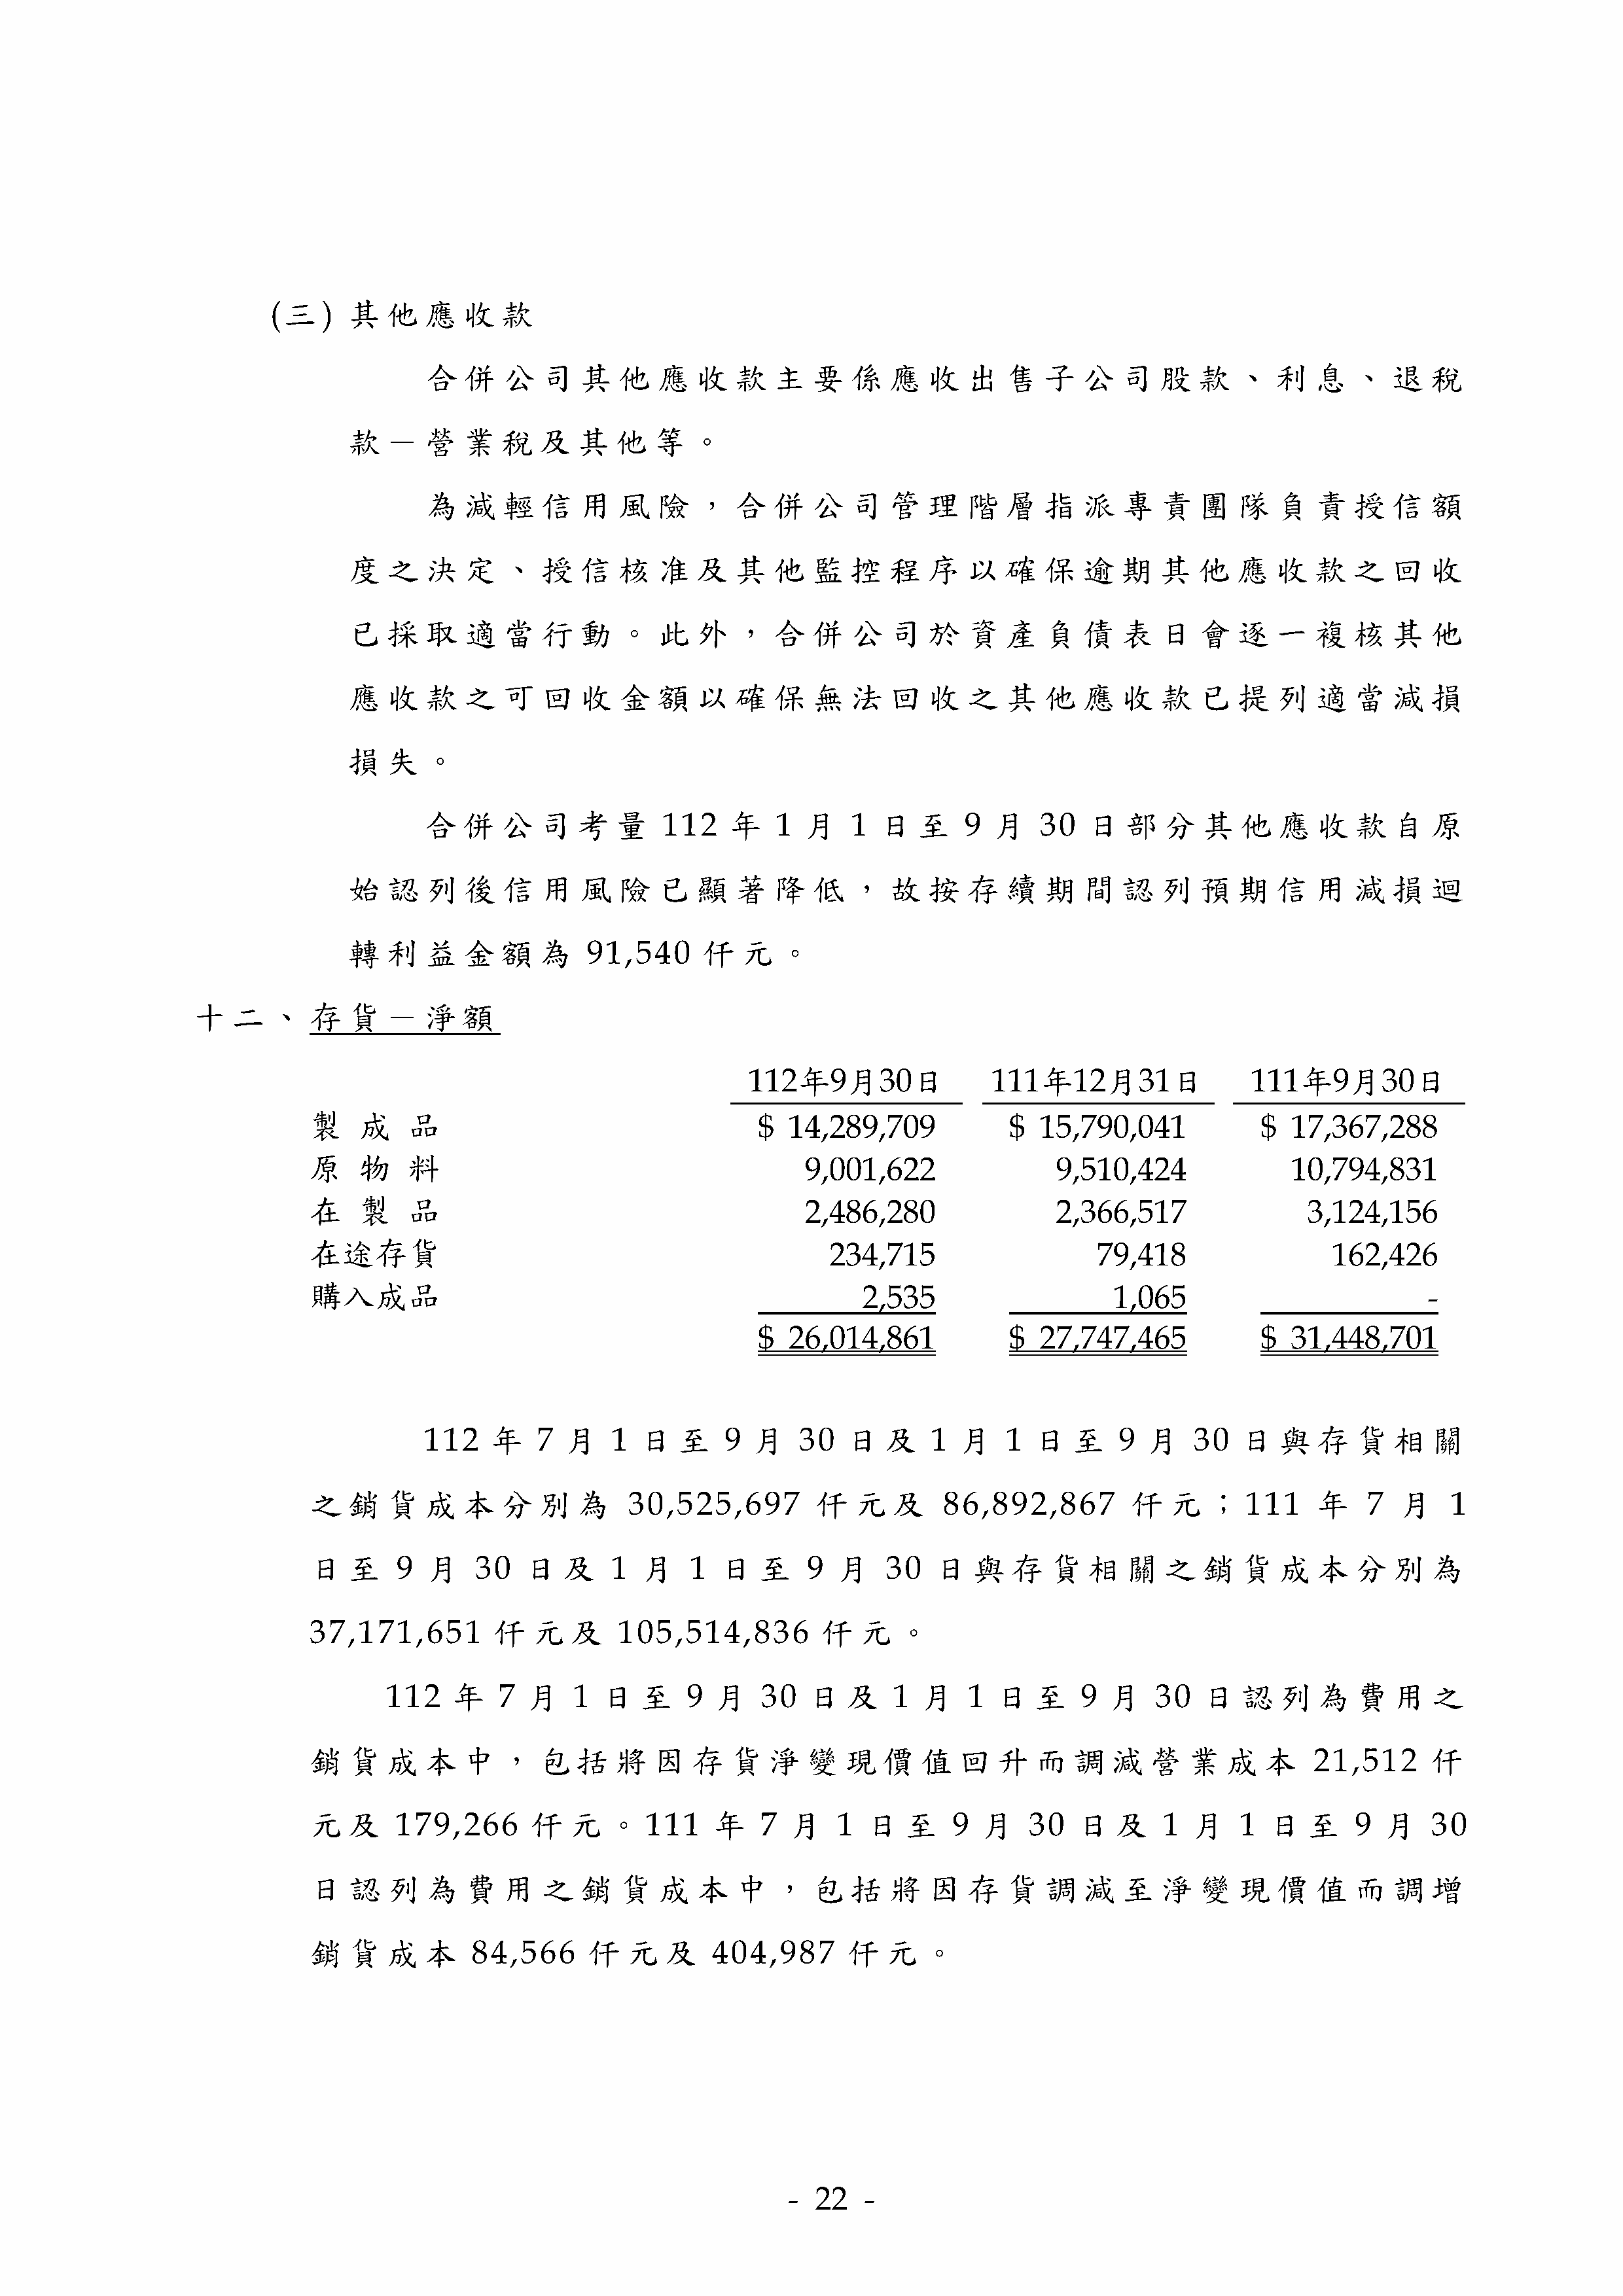 (三) 其他應收款
合併公司其他應收款主要係應收出售子公司股款、利息、退稅
款－營業稅及其他等。
為減輕信用風險，合併公司管理階層指派專責團隊負責授信額
度之決定、授信核准及其他監控程序以確保逾期其他應收款之回收
已採取適當行動。此外，合併公司於資產負債表日會逐一複核其他
應收款之可回收金額以確保無法回收之其他應收款已提列適當減損
損失。
合併公司考量 112 年 1 月 1 日至 9 月 30 日部分其他應收款自原
始認列後信用風險已顯著降低，故按存續期間認列預期信用減損迴
轉利益金額為 91,540 仟元。
十二、存貨－淨額
112年9月30日 111年12月31日 111年9月30日
製成品 $ 14,289,709 $ 15,790,041 $ 17,367,288
原物料 9,001,622 9,510,424 10,794,831
在製品 2,486,280 2,366,517 3,124,156
在途存貨 234,715 79,418 162,426
購入成品 2,535 1,065 -
$ 26,014,861 $ 27,747,465 $ 31,448,701
112 年 7 月 1 日至 9 月 30 日及 1 月 1 日至 9 月 30 日與存貨相關
之銷貨成本分別為 30,525,697 仟元及 86,892,867 仟元；111 年 7 月 1
日至 9 月 30 日及 1 月 1 日至 9 月 30 日與存貨相關之銷貨成本分別為
37,171,651 仟元及 105,514,836 仟元。
112 年 7 月 1 日至 9 月 30 日及 1 月 1 日至 9 月 30 日認列為費用之
銷貨成本中，包括將因存貨淨變現價值回升而調減營業成本 21,512 仟
元及 179,266 仟元。111 年 7 月 1 日至 9 月 30 日及 1 月 1 日至 9 月 30
日認列為費用之銷貨成本中，包括將因存貨調減至淨變現價值而調增
銷貨成本 84,566 仟元及 404,987 仟元。
- 22 -